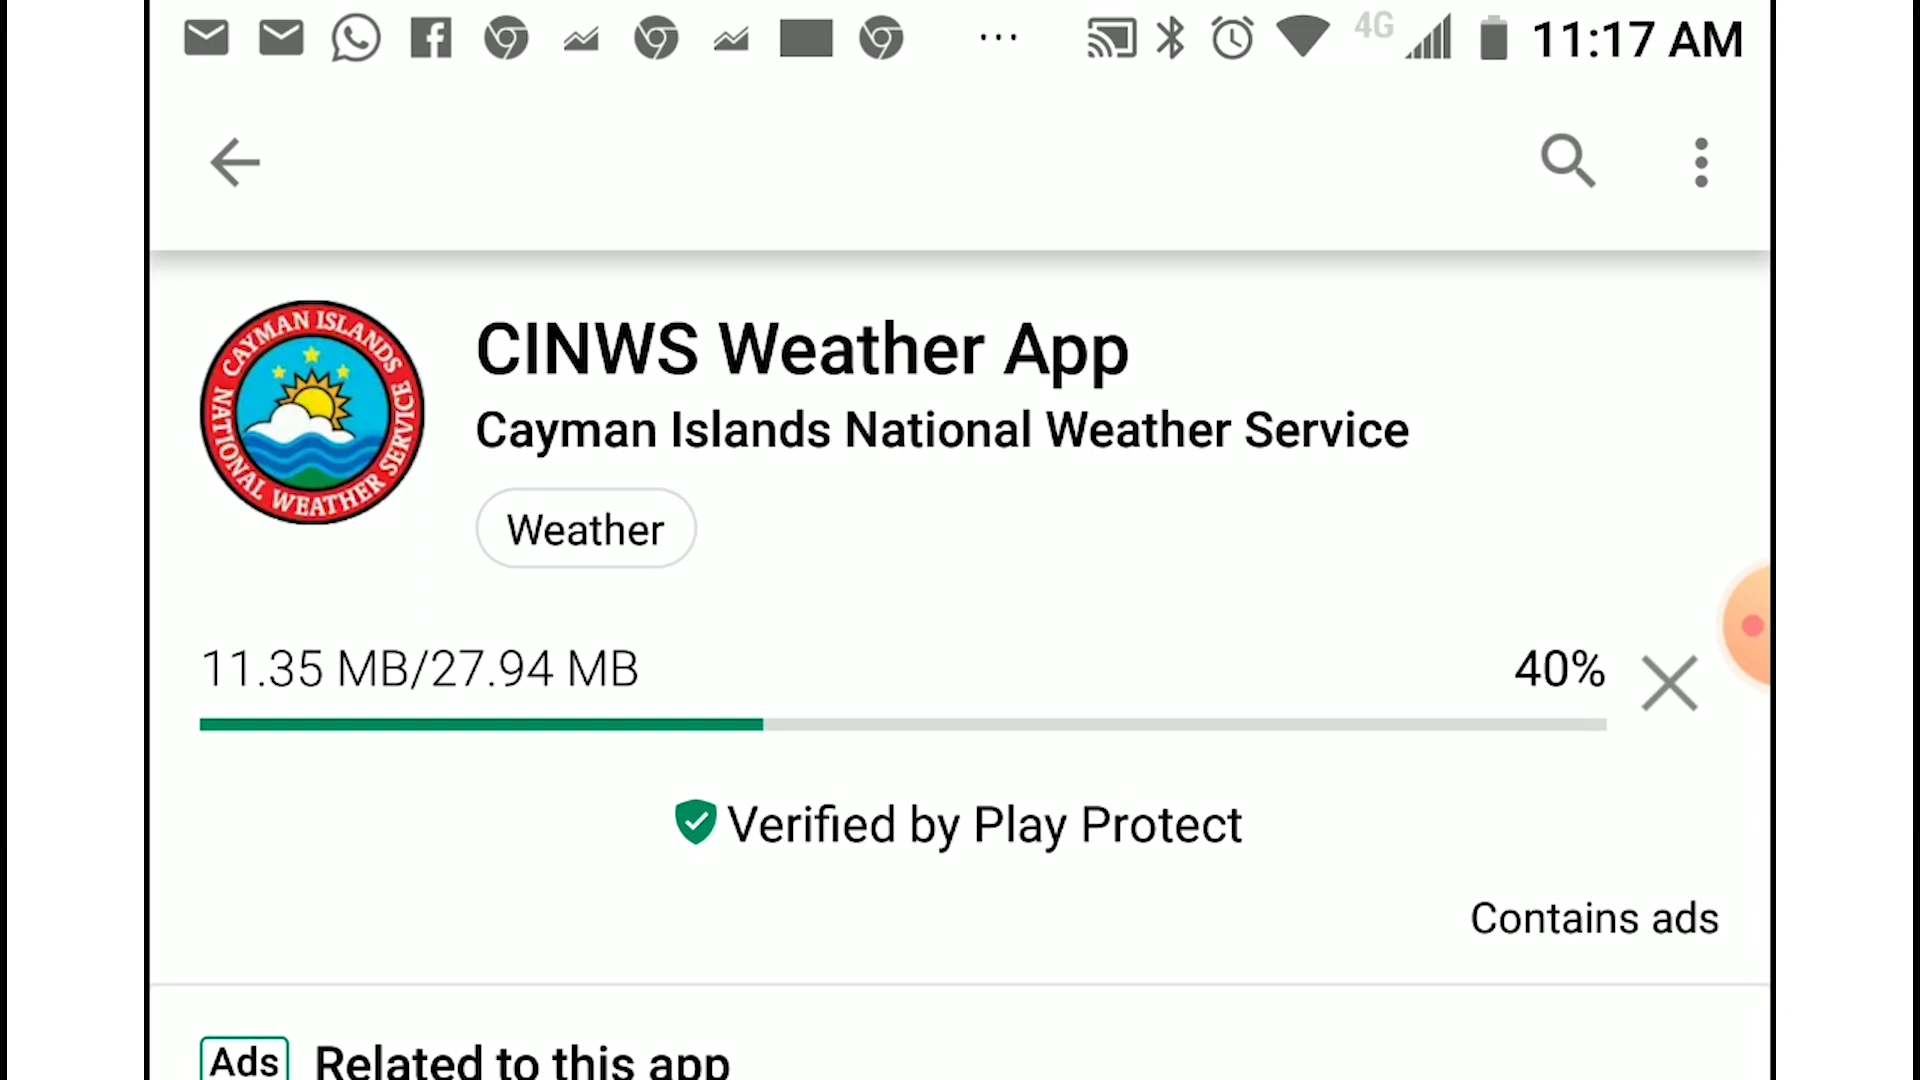 4G 11:17 AM
CAYMAN ISLANDS
NATIONAL WEATHER SERVICE
CINWS Weather App
Cayman Islands National Weather Service
Weather
11.35 MB/27.94 MB 40%
Verified by Play Protect
Contains ads
Ads Related to this app